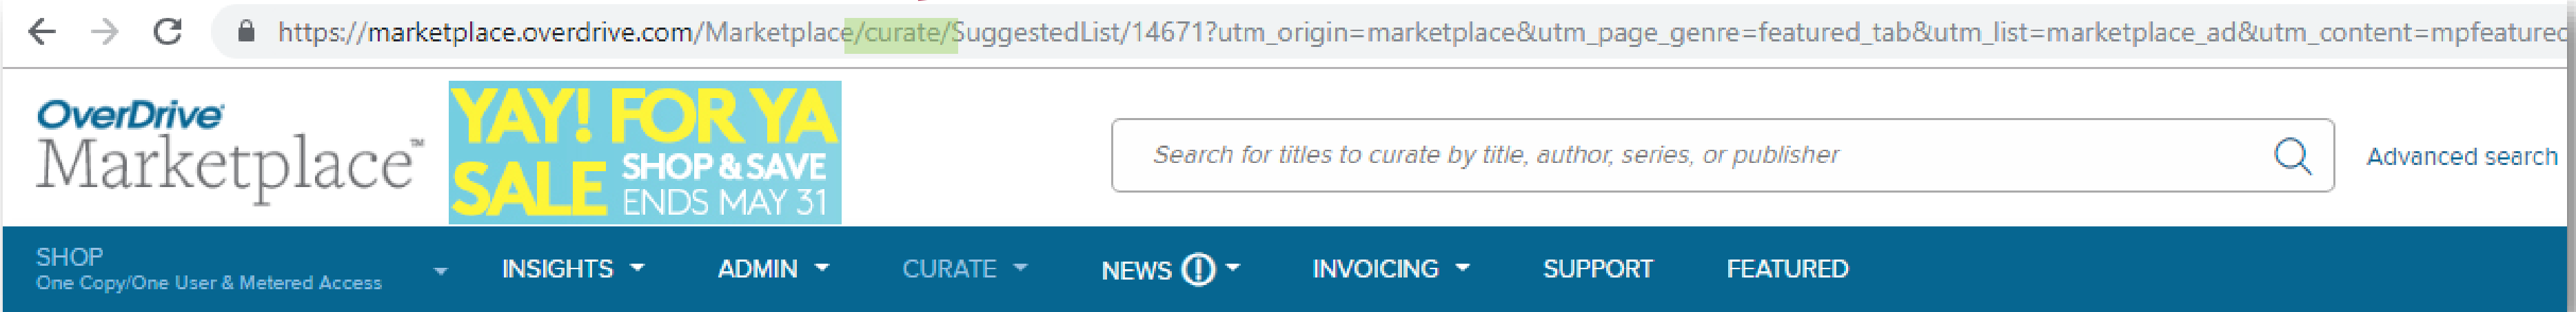 https://marketplace.overdrive.com/Marketplace/curate/SuggestedList/14671?utm_origin=marketplace&utm_page_genre=featured_tab&utm_list=marketplace_ad&utm_content=mpfeatured
OverDrive
Marketplace™
YAY! FOR YA
SALE SHOP & SAVE
ENDS MAY 31
Search for titles to curate by title, author, series, or publisher
Advanced search
SHOP
One Copy/One User & Metered Access
INSIGHTS ADMIN CURATE NEWS INVOICING SUPPORT FEATURED